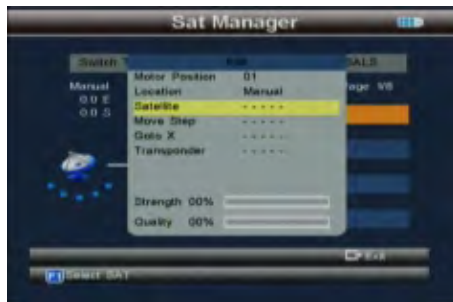 Sat Manager
Switch
Edit
SALS
Motor Position 01
Manual
Location Manual
0.0 E
Satellite - - - - -
0.0 S
Move Step - - - - -
Goto X - - - - -
Transponder - - - - -
Strength 00%
Quality 00%
Exit
F1 Select SAT